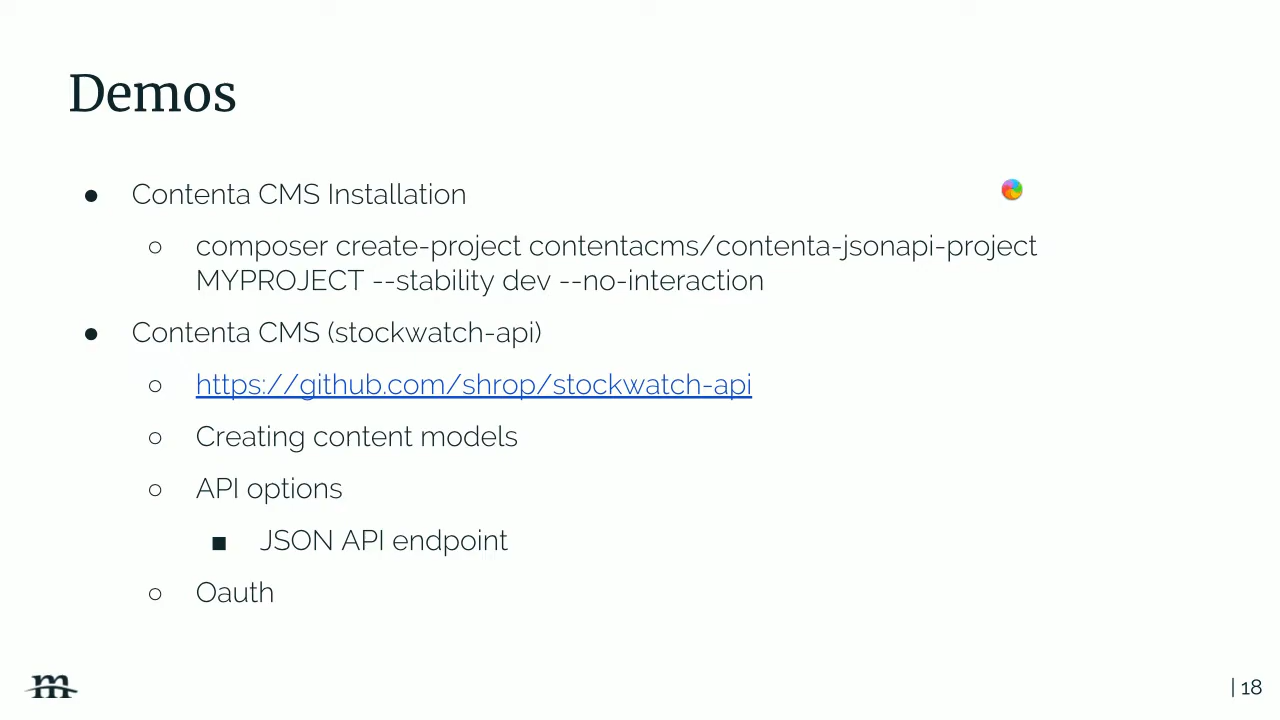 Demos
● Contenta CMS Installation
○ composer create-project contentacms/contenta-jsonapi-project
MYPROJECT --stability dev --no-interaction
● Contenta CMS (stockwatch-api)
○ https://github.com/shrop/stockwatch-api
○ Creating content models
○ API options
■ JSON API endpoint
○ Oauth
m
| 18